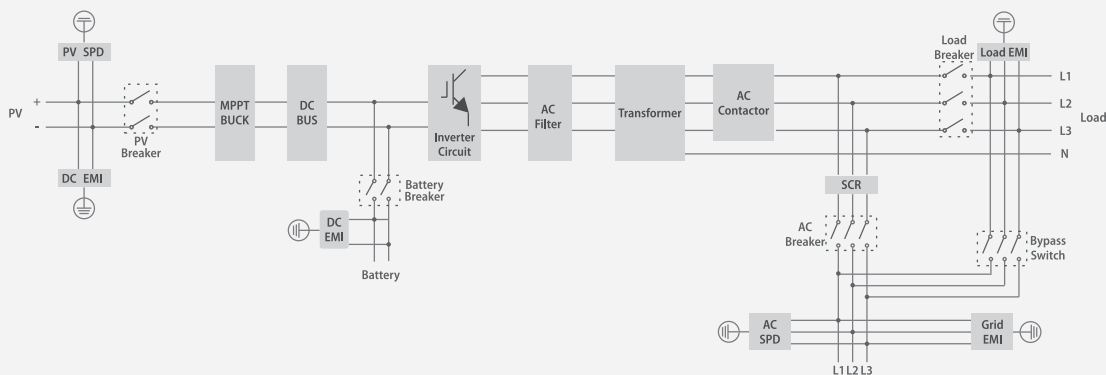 PV SPD
PV
+
-
PV
Breaker
DC EMI
MPPT
BUCK
DC
BUS
Battery
Breaker
DC
EMI
Battery
Inverter
Circuit
AC
Filter
Transformer
AC
Contactor
SCR
AC
Breaker
Load
Breaker
Load EMI
L1
L2
L3
Load
N
Bypass
Switch
AC
SPD
Grid
EMI
L1 L2 L3